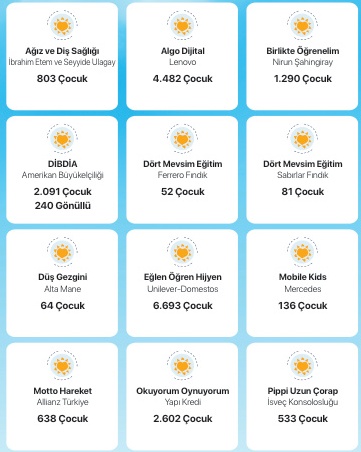 Ağız ve Diş Sağlığı
İbrahim Etem ve Seyyide Ulagay
803 Çocuk
Algo Dijital
Lenovo
4.482 Çocuk
Birlikte Öğrenelim
Nirun Şahingiray
1.290 Çocuk
DİBDİA
Amerikan Büyükelçiliği
2.091 Çocuk
240 Gönüllü
Dört Mevsim Eğitim
Ferrero Fındık
52 Çocuk
Dört Mevsim Eğitim
Sabırlar Fındık
81 Çocuk
Düş Gezgini
Alta Mane
64 Çocuk
Eğlen Öğren Hijyen
Unilever-Domestos
6.693 Çocuk
Mobile Kids
Mercedes
136 Çocuk
Motto Hareket
Allianz Türkiye
638 Çocuk
Okuyorum Oynuyorum
Yapı Kredi
2.602 Çocuk
Pippi Uzun Çorap
İsveç Konsolosluğu
533 Çocuk